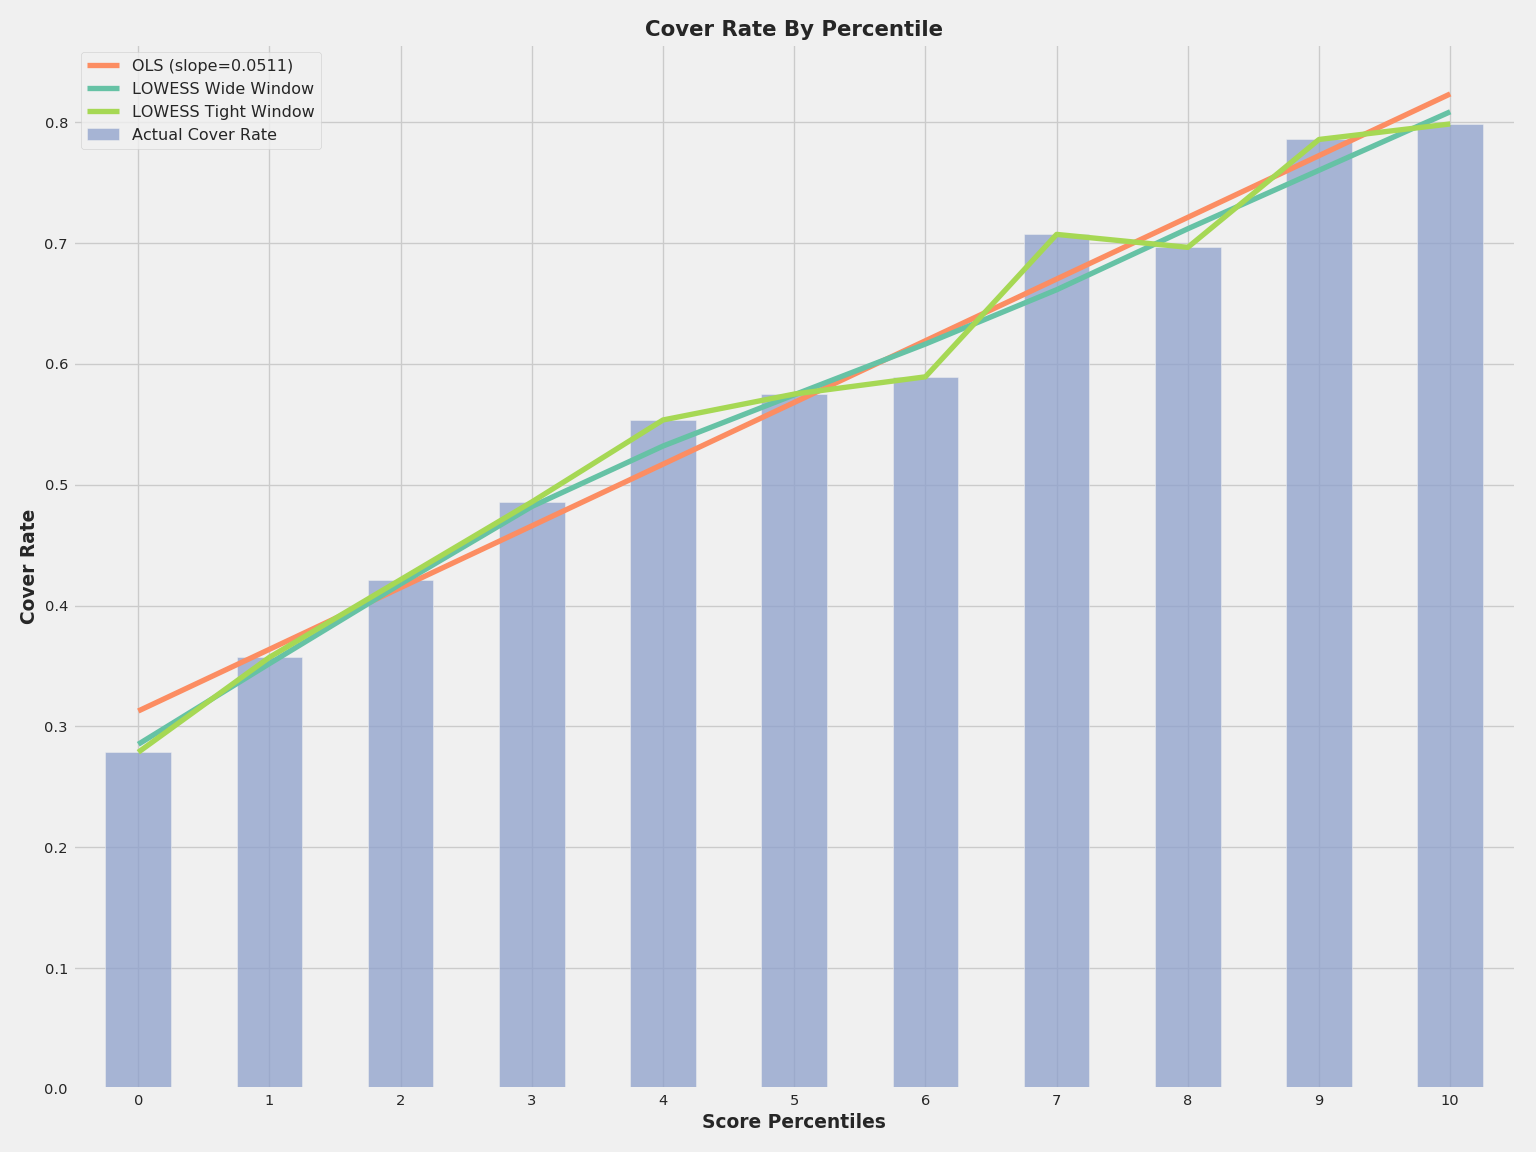 Cover Rate By Percentile
OLS (slope=0.0511)
LOWESS Wide Window
LOWESS Tight Window
Actual Cover Rate
Cover Rate
0.8
0.7
0.6
0.5
0.4
0.3
0.2
0.1
0.0
0 1 2 3 4 5 6 7 8 9 10
Score Percentiles